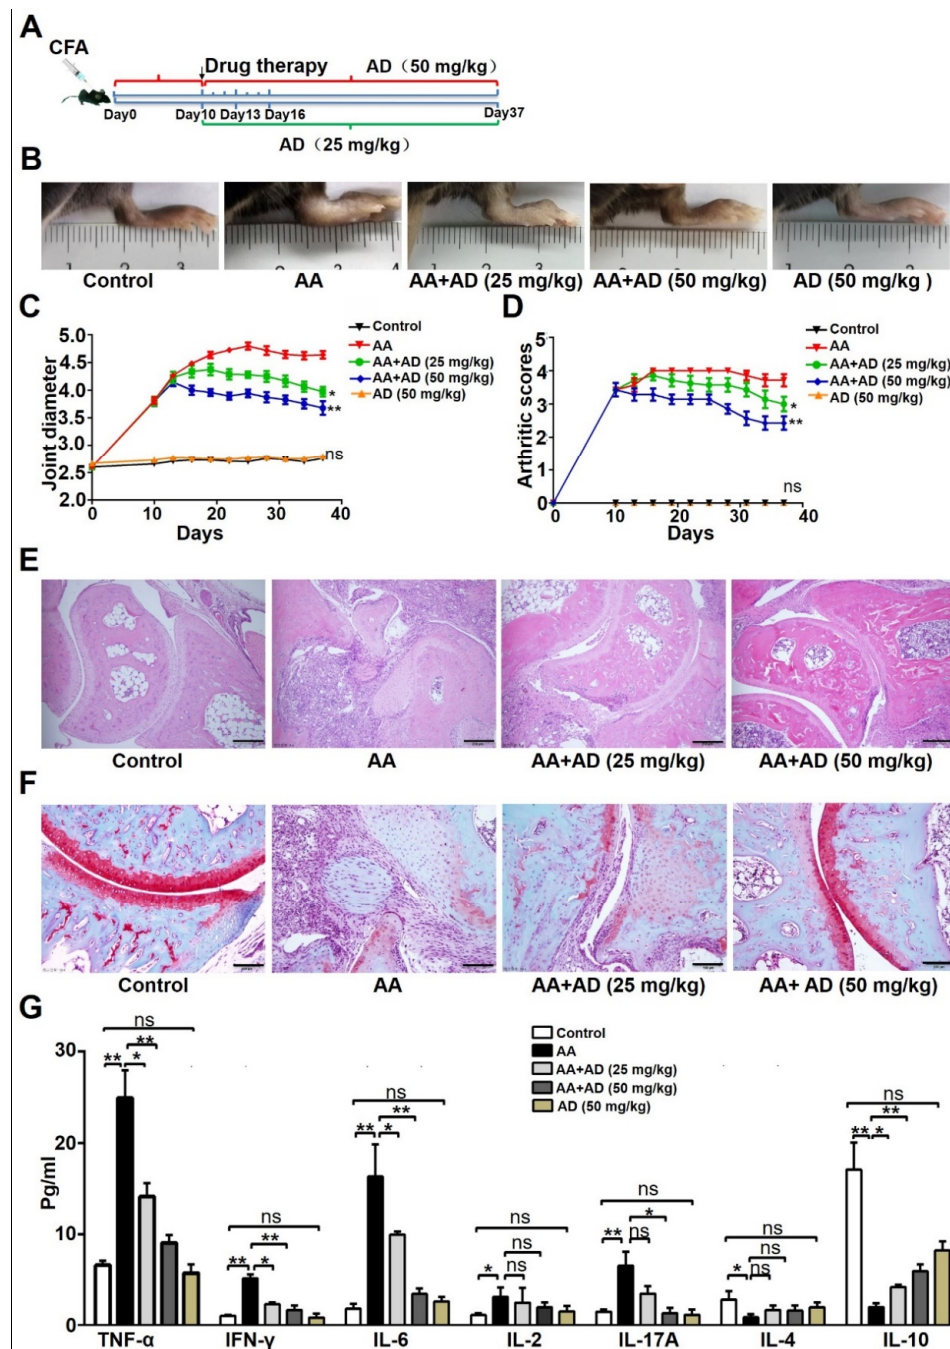 A
CFA
Drug therapy
AD（50 mg/kg）
Day0
Day10
Day13
Day16
Day37
AD（25 mg/kg）
B
1 2 3
3 4
1 2 3
Control
AA
AA+AD (25 mg/kg)
AA+AD (50 mg/kg)
AD (50 mg/kg )
C
Control
AA
AA+AD (25 mg/kg)
AA+AD (50 mg/kg)
AD (50 mg/kg)
Joint diameter
5.0
4.5
4.0
3.5
3.0
2.5
2.0
*
**
ns
0 10 20 30 40
Days
D
Control
AA
AA+AD (25 mg/kg)
AA+AD (50 mg/kg)
AD (50 mg/kg)
Arthritic scores
5
4
3
2
1
0
*
**
ns
0 10 20 30 40
Days
E
Control
AA
AA+AD (25 mg/kg)
AA+AD (50 mg/kg)
F
Control
AA
AA+AD (25 mg/kg)
AA+ AD (50 mg/kg)
G
Control
AA
AA+AD (25 mg/kg)
AA+AD (50 mg/kg)
AD (50 mg/kg)
Pg/ml
30
20
10
0
ns
**
** *
ns
**
** *
ns
**
** *
ns
ns
* ns
ns
*
** ns
ns
ns
* ns
ns
**
** *
TNF-α
IFN-γ
IL-6
IL-2
IL-17A
IL-4
IL-10